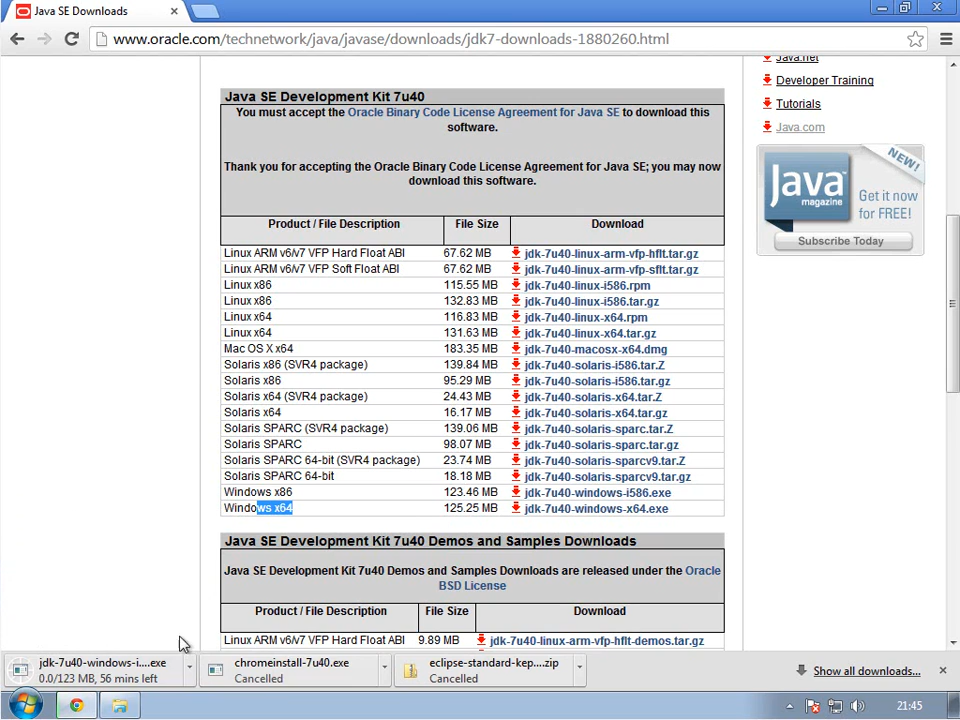 Java SE Downloads
www.oracle.com/technetwork/java/javase/downloads/jdk7-downloads-1880260.html
Java.net
Developer Training
Tutorials
Java.com
NEW!
Java magazine
Get it now for FREE!
Subscribe Today
Java SE Development Kit 7u40
You must accept the Oracle Binary Code License Agreement for Java SE to download this
software.
Thank you for accepting the Oracle Binary Code License Agreement for Java SE; you may now
download this software.
Product / File Description File Size Download
Linux ARM v6/v7 VFP Hard Float ABI 67.62 MB jdk-7u40-linux-arm-vfp-hflt.tar.gz
Linux ARM v6/v7 VFP Soft Float ABI 67.62 MB jdk-7u40-linux-arm-vfp-sflt.tar.gz
Linux x86 115.55 MB jdk-7u40-linux-i586.rpm
Linux x86 132.83 MB jdk-7u40-linux-i586.tar.gz
Linux x64 116.83 MB jdk-7u40-linux-x64.rpm
Linux x64 131.63 MB jdk-7u40-linux-x64.tar.gz
Mac OS X x64 183.35 MB jdk-7u40-macosx-x64.dmg
Solaris x86 (SVR4 package) 139.84 MB jdk-7u40-solaris-i586.tar.Z
Solaris x86 95.29 MB jdk-7u40-solaris-i586.tar.gz
Solaris x64 (SVR4 package) 24.43 MB jdk-7u40-solaris-x64.tar.Z
Solaris x64 16.17 MB jdk-7u40-solaris-x64.tar.gz
Solaris SPARC (SVR4 package) 139.06 MB jdk-7u40-solaris-sparc.tar.Z
Solaris SPARC 98.07 MB jdk-7u40-solaris-sparc.tar.gz
Solaris SPARC 64-bit (SVR4 package) 23.74 MB jdk-7u40-solaris-sparcv9.tar.Z
Solaris SPARC 64-bit 18.18 MB jdk-7u40-solaris-sparcv9.tar.gz
Windows x86 123.46 MB jdk-7u40-windows-i586.exe
Windows x64 125.25 MB jdk-7u40-windows-x64.exe
Java SE Development Kit 7u40 Demos and Samples Downloads
Java SE Development Kit 7u40 Demos and Samples Downloads are released under the Oracle
BSD License
Product / File Description File Size Download
Linux ARM v6/v7 VFP Hard Float ABI 9.89 MB jdk-7u40-linux-arm-vfp-hflt-demos.tar.gz
jdk-7u40-windows-i....exe
0.0/123 MB, 56 mins left
chromeinstall-7u40.exe
Cancelled
eclipse-standard-kep....zip
Cancelled
Show all downloads...
21:45